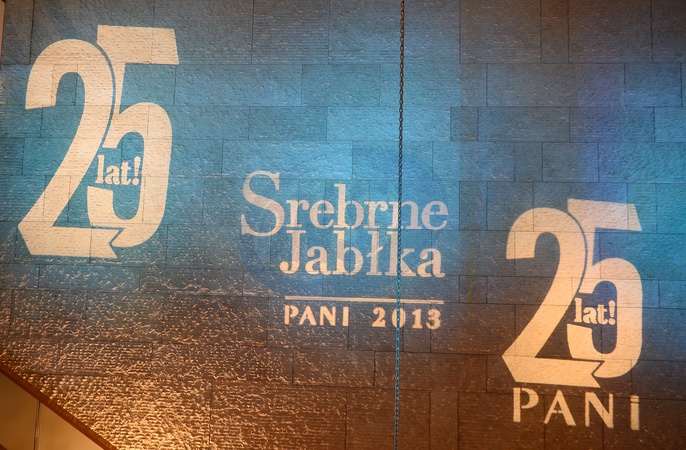 25
lat!
Srebrne
Jabłka
PANI 2013
25
lat!
PANi